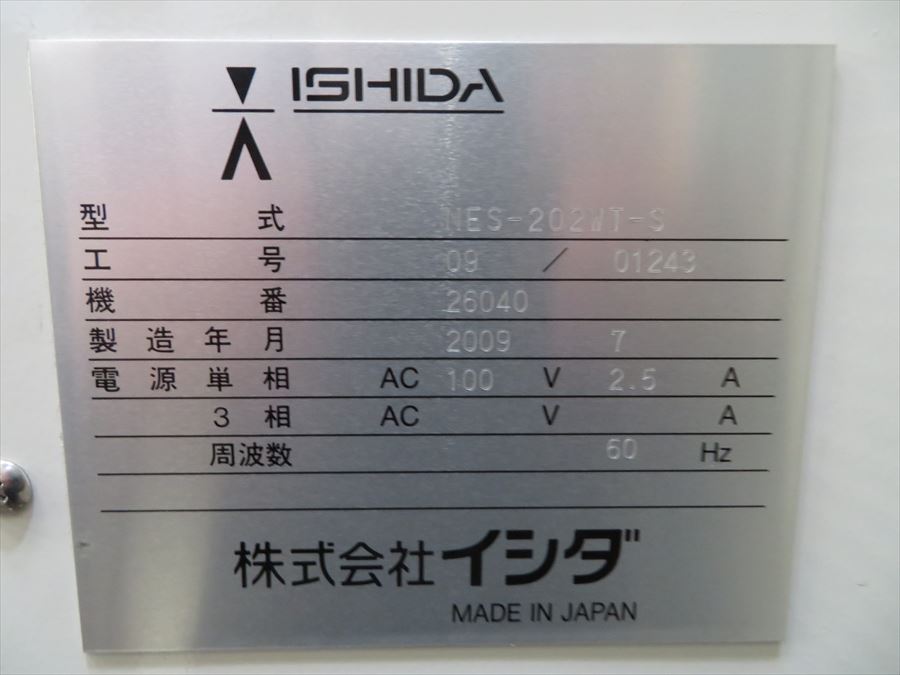 ISHIDA
型式 NES-202WT-S
工号 09 / 01243
機番 26040
製造年月 2009 7
電源単相 AC 100 V 2.5 A
3相 AC V A
周波数 60 Hz
株式会社イシダ
MADE IN JAPAN